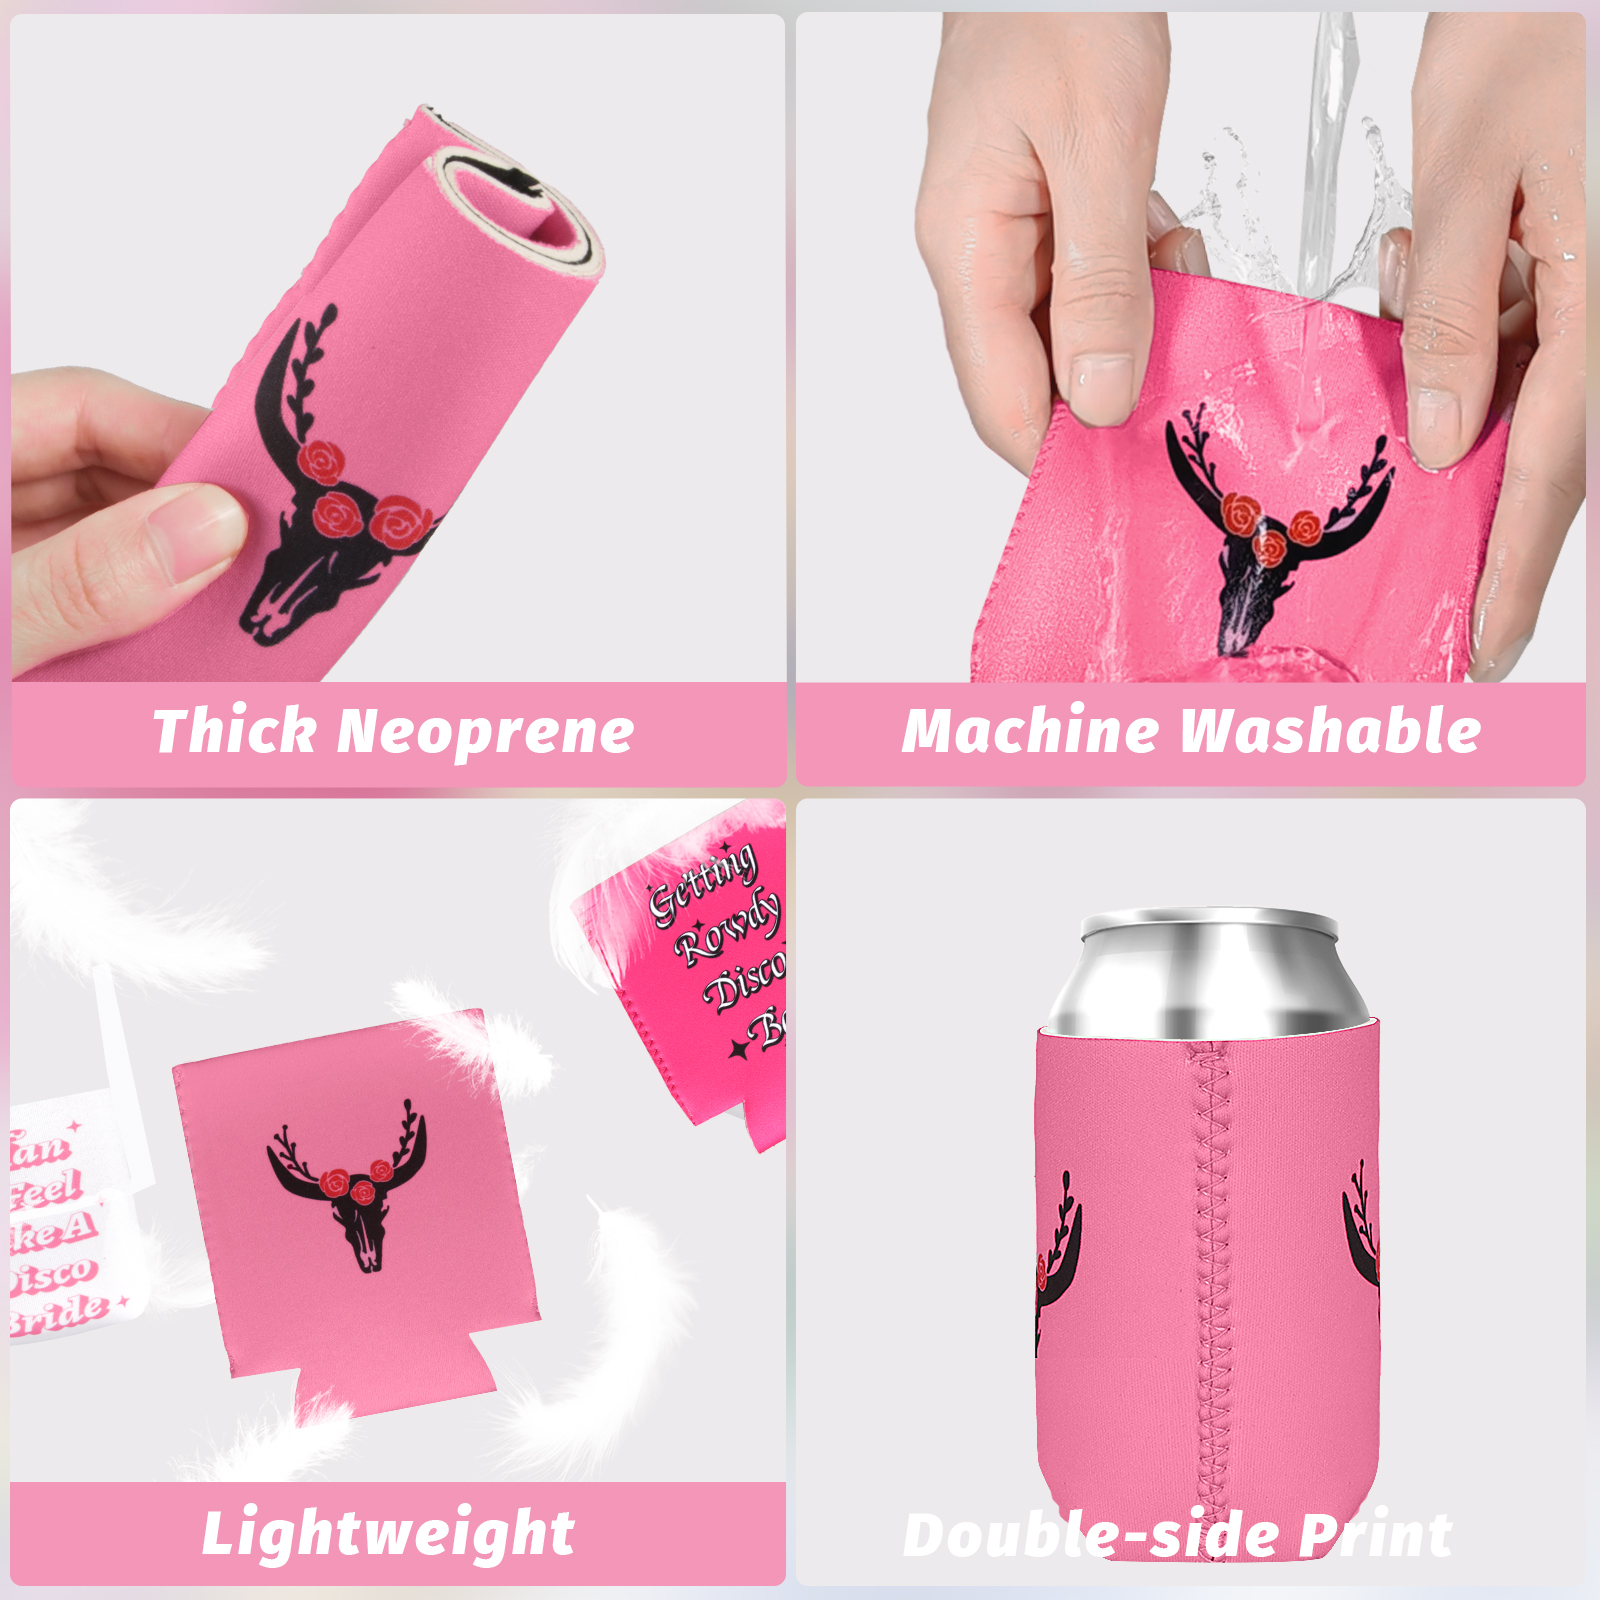 Thick Neoprene
Machine Washable
Getting
Rowdy
Disco
Feel
A
Disco
Bride
Lightweight
Double-side Print